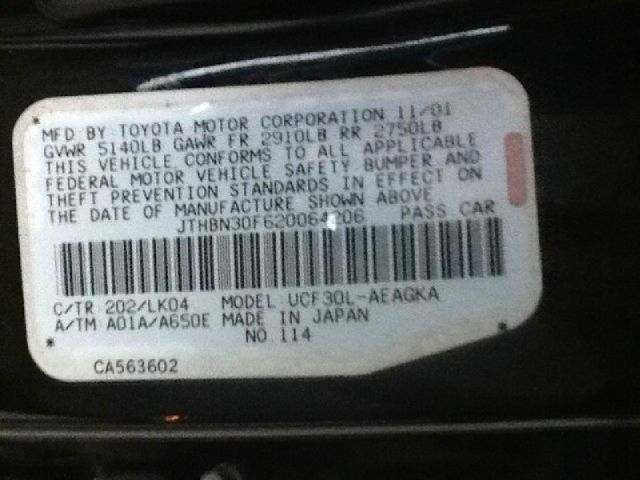 MFD BY TOYOTA MOTOR CORPORATION 11/01
GVWR 5140LB GAWR FR 2910LB RR 2750LB
THIS VEHICLE CONFORMS TO ALL APPLICABLE
FEDERAL MOTOR VEHICLE SAFETY BUMPER AND
THEFT PREVENTION STANDARDS IN EFFECT ON
THE DATE OF MANUFACTURE SHOWN ABOVE
JTHBN30F620064206 PASS CAR
C/TR 202/LK04 MODEL UCF30L-AEAGKA
A/TM A01A/A650E MADE IN JAPAN
NO 114
CA563602